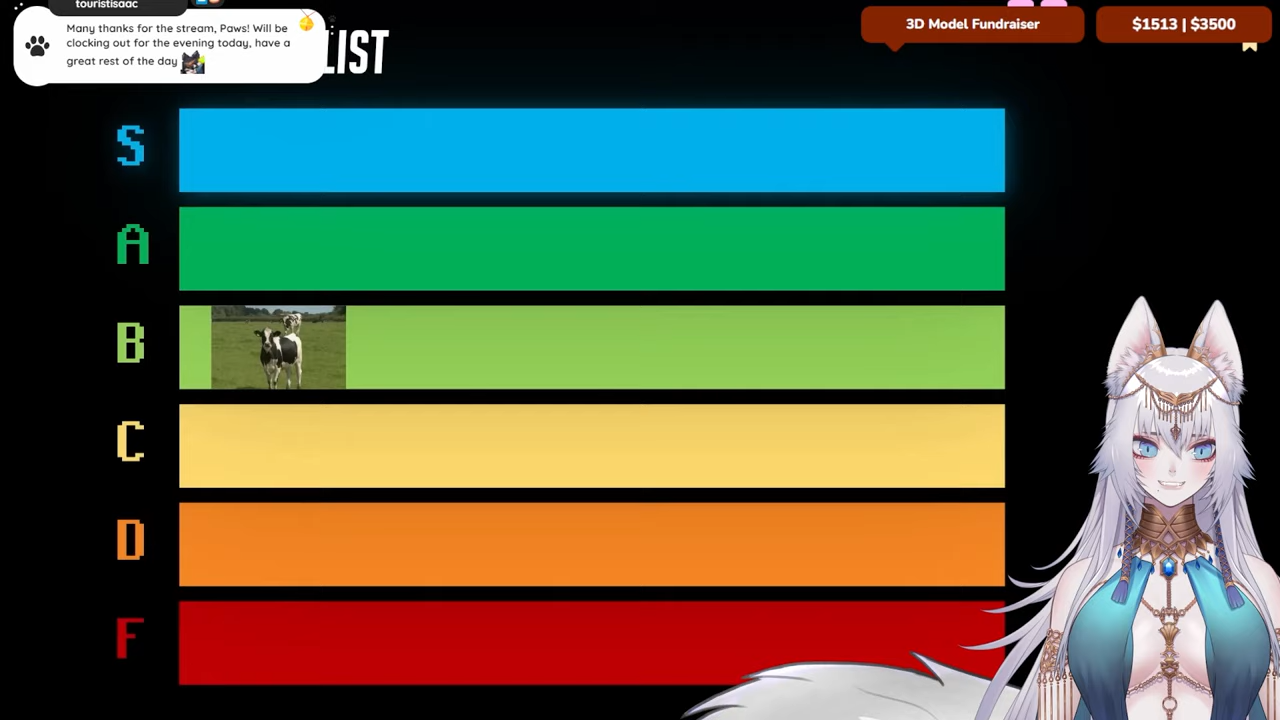 touristisaac
Many thanks for the stream, Paws! Will be
clocking out for the evening today, have a
great rest of the day
LIST
3D Model Fundraiser
$1513 | $3500
S
A
B
C
D
F